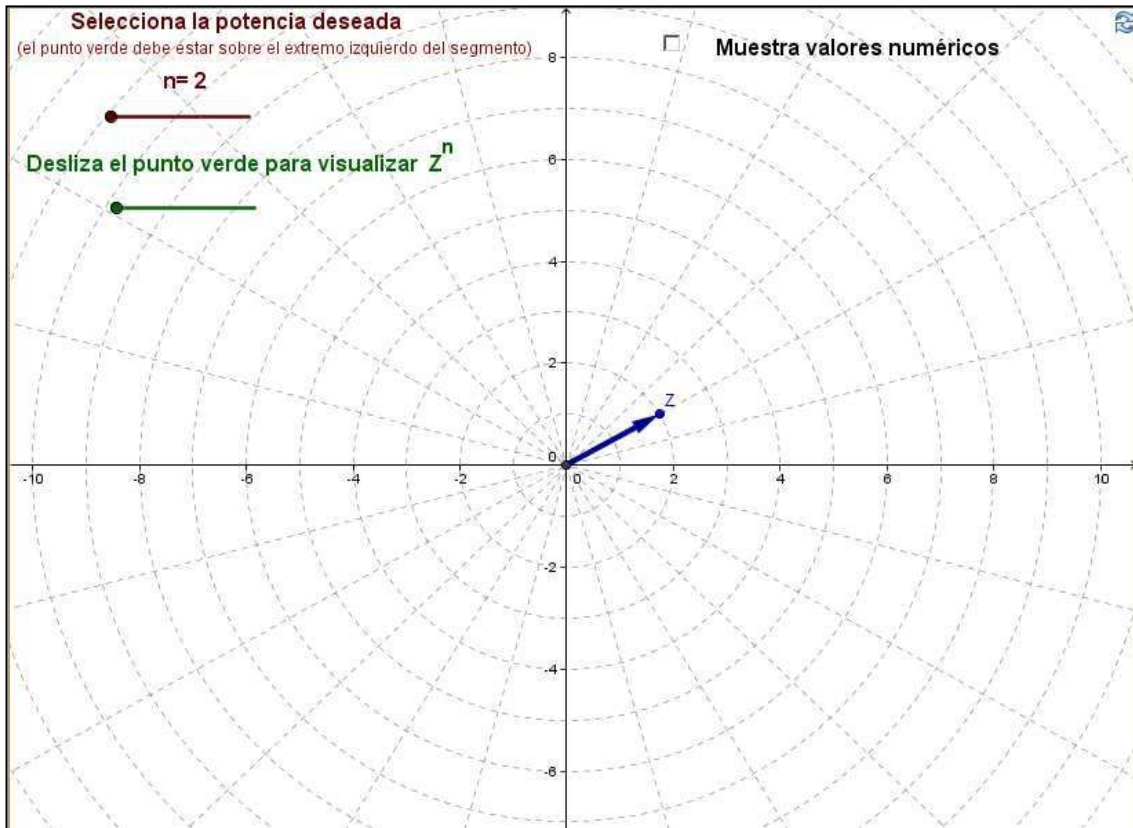 Selecciona la potencia deseada
(el punto verde debe estar sobre el extremo izquierdo del segmento)
n= 2
Desliza el punto verde para visualizar Z^n
Muestra valores numéricos
8
6
4
2
0
Z
-10 -8 -6 -4 -2 0 2 4 6 8 10
-2
-4
-6